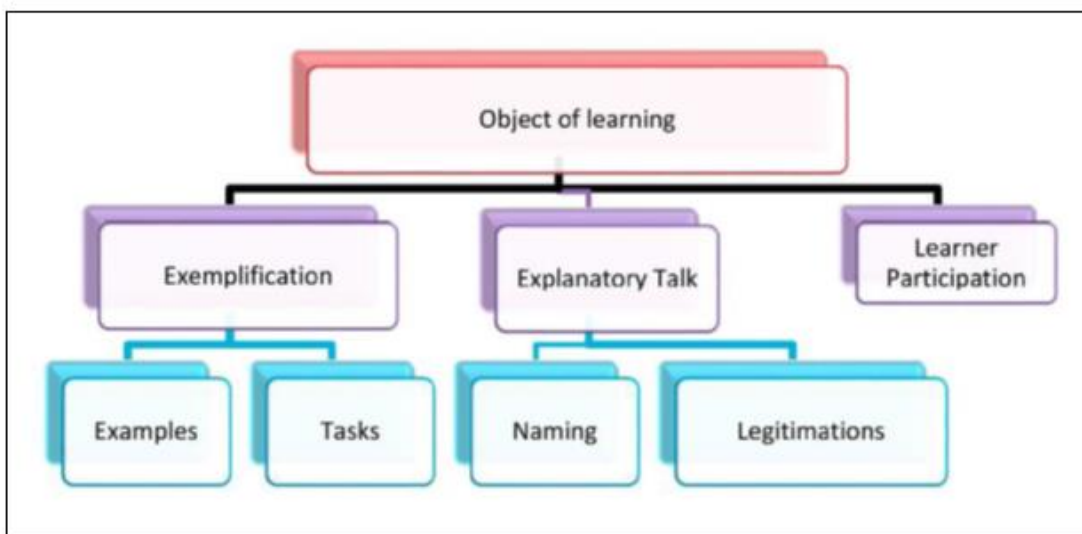 Object of learning
Exemplification
Explanatory Talk
Learner
Participation
Examples
Tasks
Naming
Legitimations